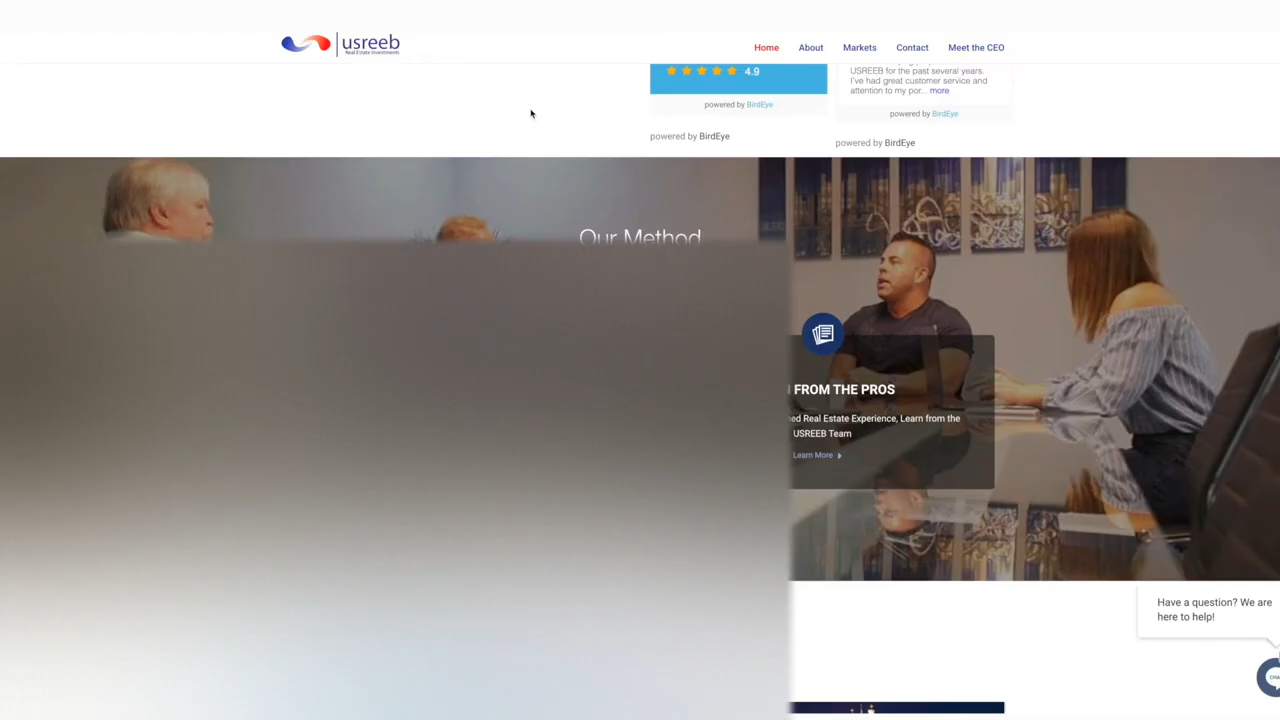 usreeb
Real Estate Investments
Home About Markets Contact Meet the CEO
4.9
powered by BirdEye
powered by BirdEye
USREEB for the past several years.
I've had great customer service and
attention to my por... more
powered by BirdEye
powered by BirdEye
Our Method
FROM THE PROS
Real Estate Experience, Learn from the
USREEB Team
Learn More
Have a question? We are
here to help!